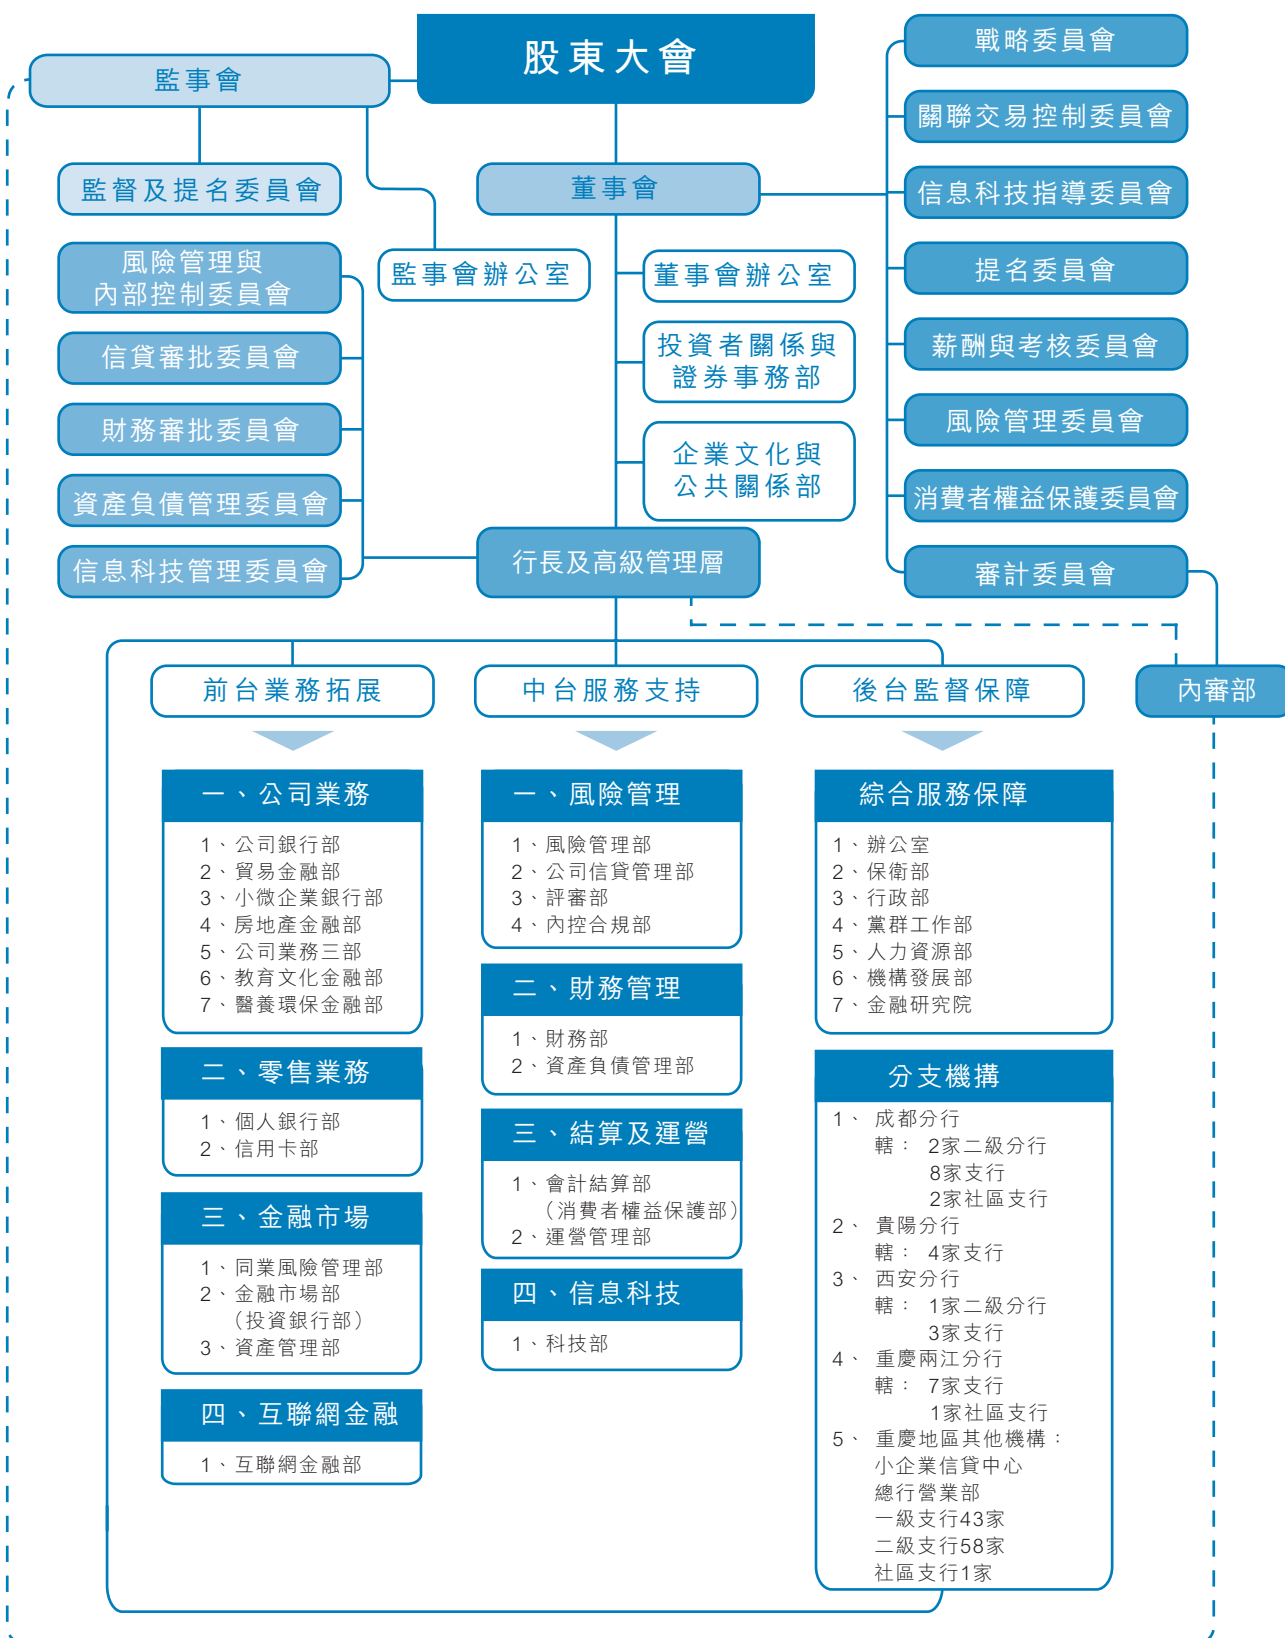 股東大會
監事會
監督及提名委員會
監事會辦公室
董事會
董事會辦公室
投資者關係與
證券事務部
企業文化與
公共關係部
戰略委員會
關聯交易控制委員會
信息科技指導委員會
提名委員會
薪酬與考核委員會
風險管理委員會
消費者權益保護委員會
審計委員會
風險管理與
內部控制委員會
信貸審批委員會
財務審批委員會
資產負債管理委員會
信息科技管理委員會
行長及高級管理層
內審部
前台業務拓展
一、公司業務
1、公司銀行部
2、貿易金融部
3、小微企業銀行部
4、房地產金融部
5、公司業務三部
6、教育文化金融部
7、醫養環保金融部
二、零售業務
1、個人銀行部
2、信用卡部
三、金融市場
1、同業風險管理部
2、金融市場部
（投資銀行部）
3、資產管理部
四、互聯網金融
1、互聯網金融部
中台服務支持
一、風險管理
1、風險管理部
2、公司信貸管理部
3、評審部
4、內控合規部
二、財務管理
1、財務部
2、資產負債管理部
三、結算及運營
1、會計結算部
（消費者權益保護部）
2、運營管理部
四、信息科技
1、科技部
後台監督保障
綜合服務保障
1、辦公室
2、保衛部
3、行政部
4、黨群工作部
5、人力資源部
6、機構發展部
7、金融研究院
分支機搆
1、 成都分行
轄： 2家二級分行
8家支行
2家社區支行
2、 貴陽分行
轄： 4家支行
3、 西安分行
轄： 1家二級分行
3家支行
4、 重慶兩江分行
轄： 7家支行
1家社區支行
5、 重慶地區其他機構：
小企業信貸中心
總行營業部
一級支行43家
二級支行58家
社區支行1家